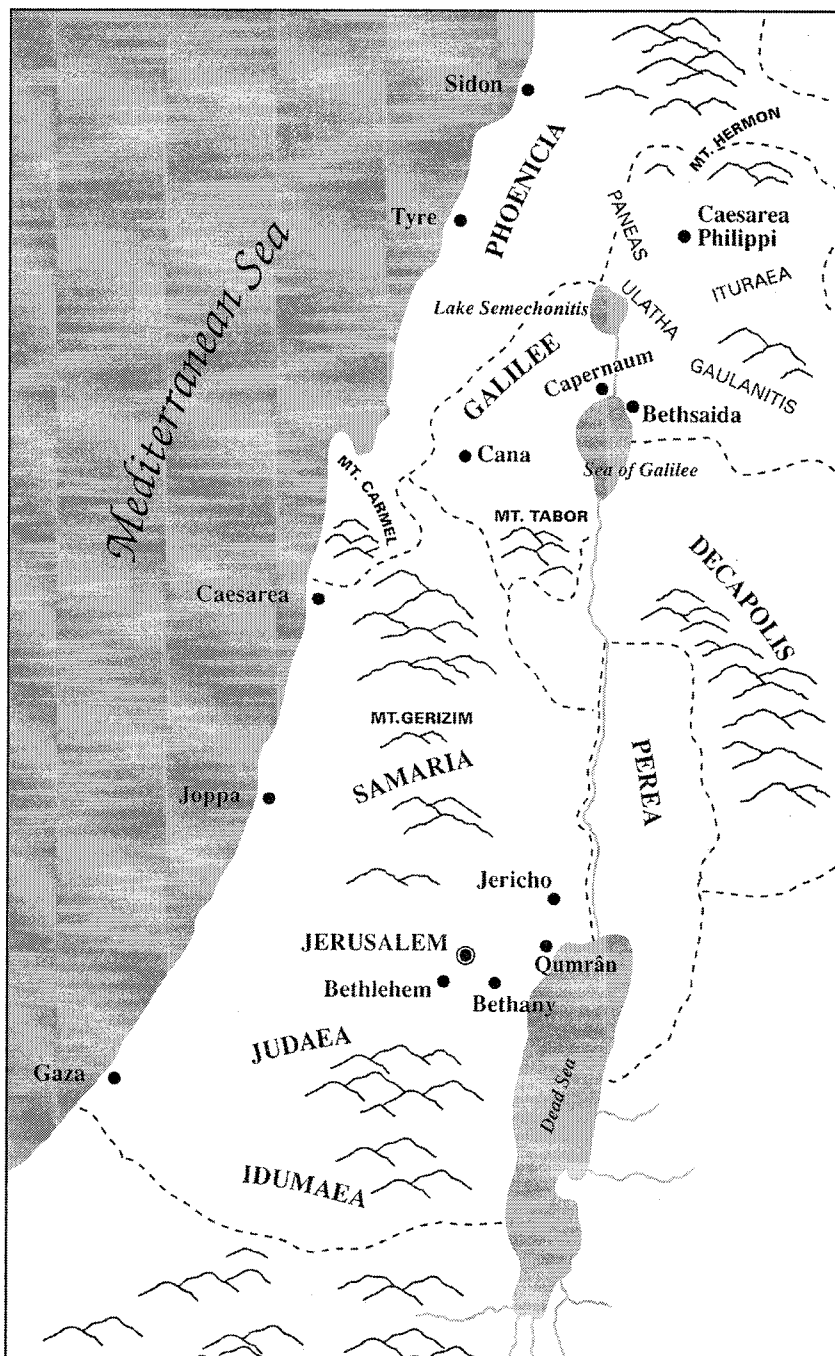 Sidon
MT. HERMON
PHOENICIA
PANEAS
Tyre
Caesarea
Philippi
Mediterranean Sea
ITURAEA
ULATHA
Lake Semechonitis
GALILEE
Capernaum
GAULANITIS
Bethsaida
Cana
Sea of Galilee
MT. CARMEL
MT. TABOR
DECAPOLIS
Caesarea
MT.GERIZIM
SAMARIA
PEREA
Joppa
Jericho
JERUSALEM
Qumrân
Bethlehem
Bethany
JUDAEA
Gaza
Dead Sea
IDUMAEA